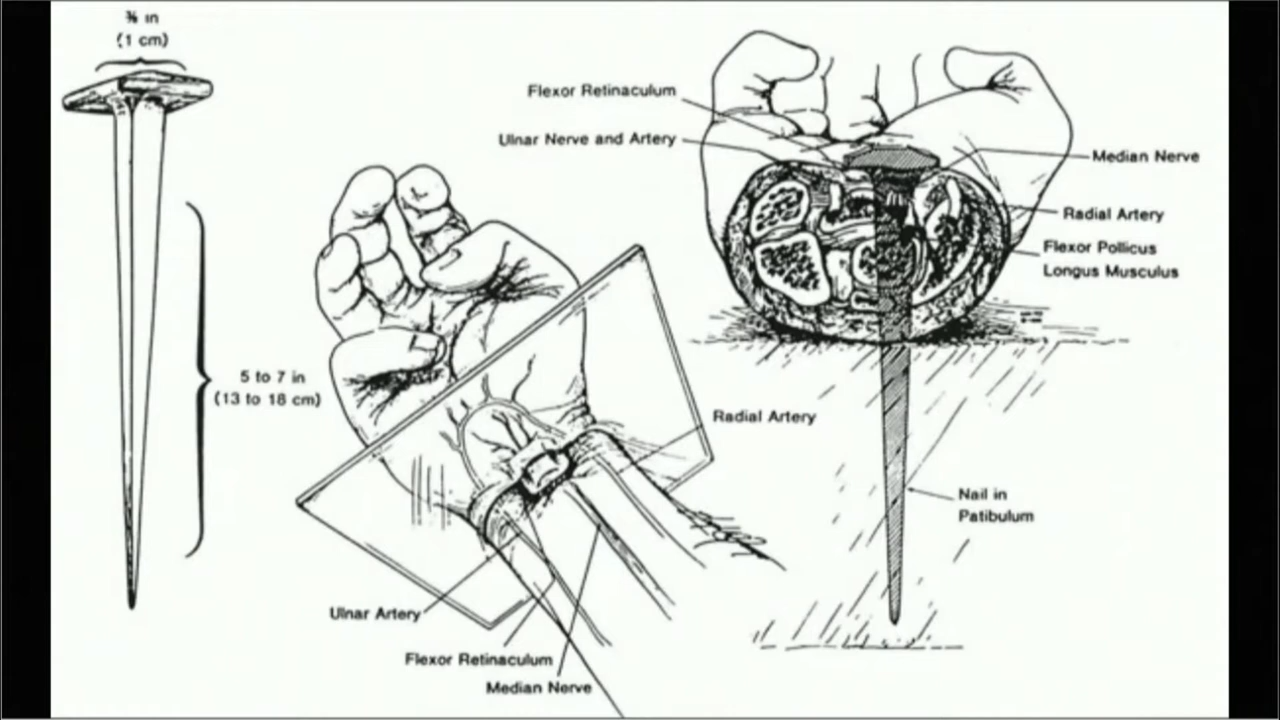 ⅜ in
(1 cm)
5 to 7 in
(13 to 18 cm)
Ulnar Artery
Flexor Retinaculum
Median Nerve
Radial Artery
Flexor Retinaculum
Ulnar Nerve and Artery
Median Nerve
Radial Artery
Flexor Pollicus
Longus Musculus
Nail in
Patibulum